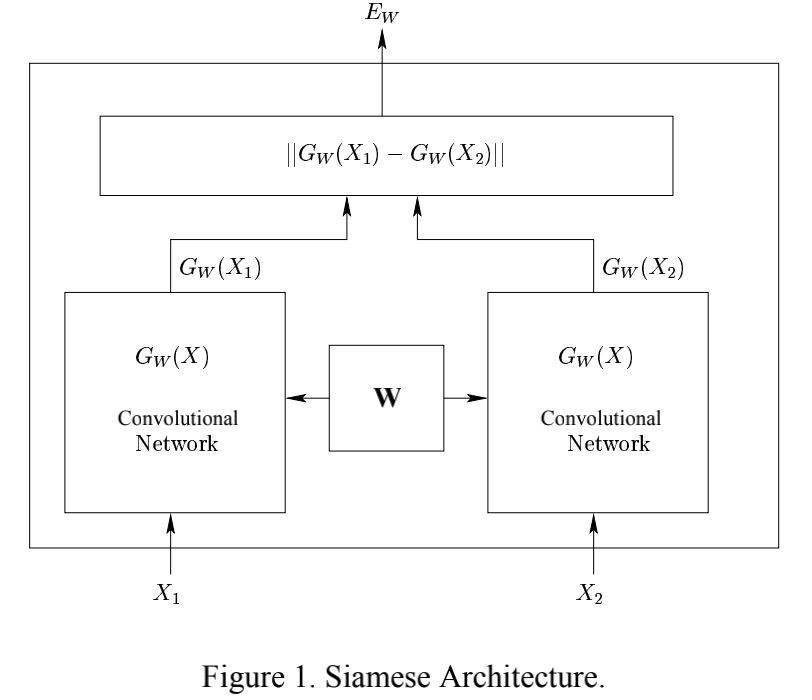 E_W
||G_W(X_1) − G_W(X_2)||
G_W(X_1)
G_W(X_2)
G_W(X)
Convolutional
Network
W
G_W(X)
Convolutional
Network
X_1
X_2
Figure 1. Siamese Architecture.